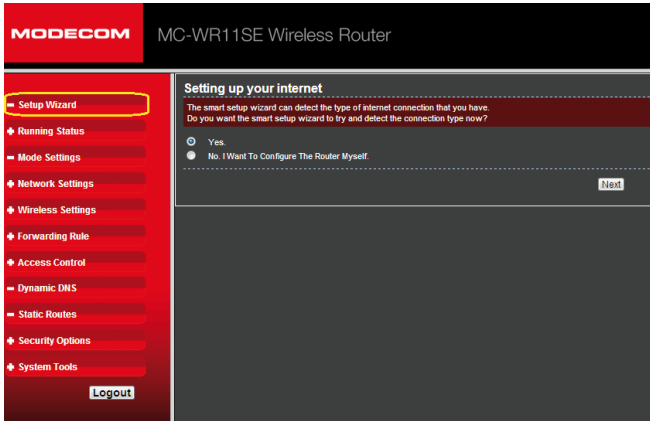 MODECOM
MC-WR11SE Wireless Router
Setup Wizard
Running Status
Mode Settings
Network Settings
Wireless Settings
Forwarding Rule
Access Control
Dynamic DNS
Static Routes
Security Options
System Tools
Logout
Setting up your internet
The smart setup wizard can detect the type of internet connection that you have.
Do you want the smart setup wizard to try and detect the connection type now?
Yes.
No. I Want To Configure The Router Myself.
Next